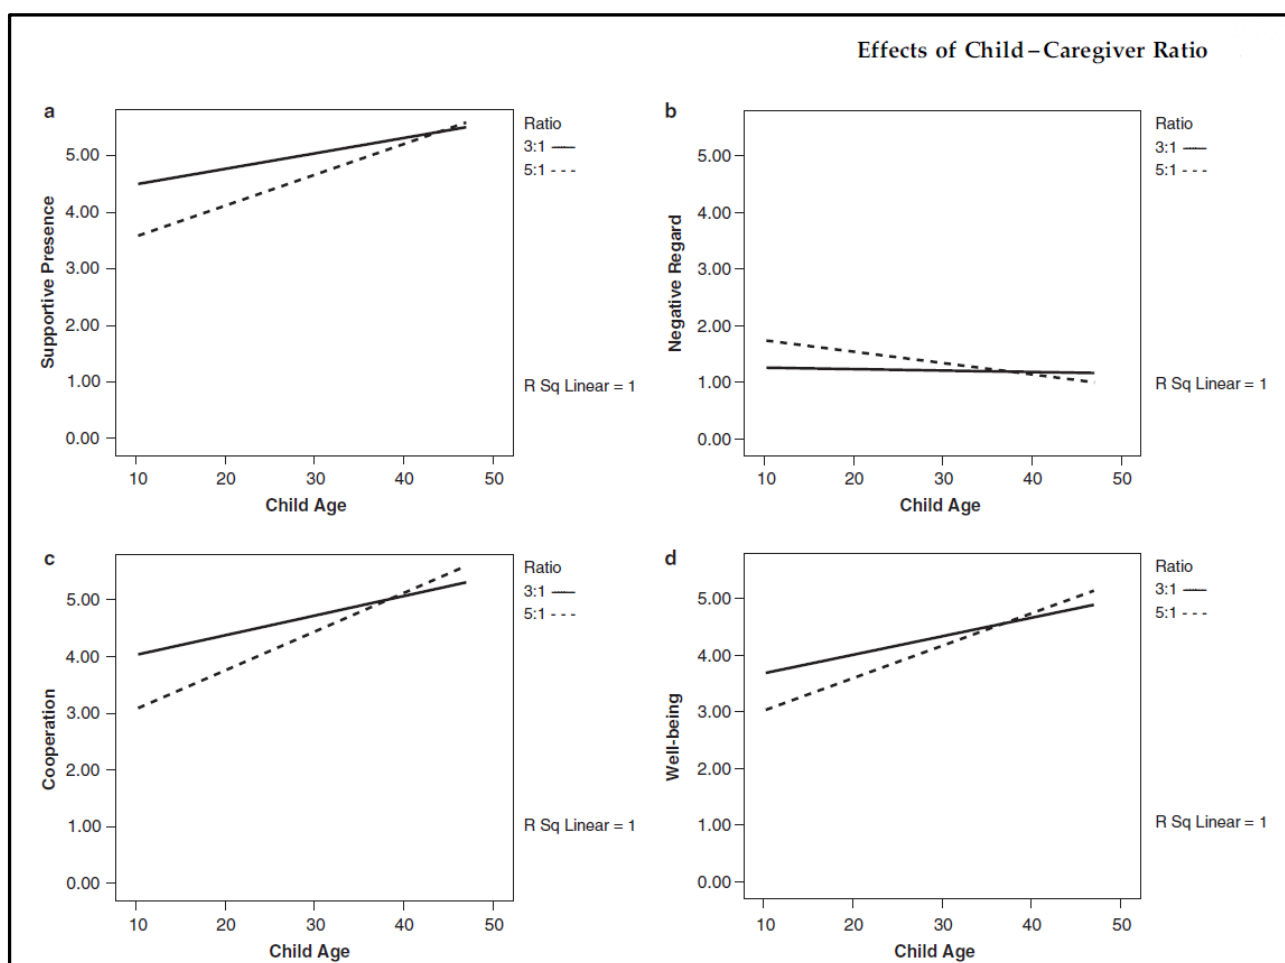 Effects of Child–Caregiver Ratio
a
Supportive Presence
5.00
4.00
3.00
2.00
1.00
0.00
10 20 30 40 50
Child Age
Ratio
3:1
5:1
R Sq Linear = 1
b
Negative Regard
5.00
4.00
3.00
2.00
1.00
0.00
10 20 30 40 50
Child Age
Ratio
3:1
5:1
R Sq Linear = 1
c
Cooperation
5.00
4.00
3.00
2.00
1.00
0.00
10 20 30 40 50
Child Age
Ratio
3:1
5:1
R Sq Linear = 1
d
Well-being
5.00
4.00
3.00
2.00
1.00
0.00
10 20 30 40 50
Child Age
Ratio
3:1
5:1
R Sq Linear = 1